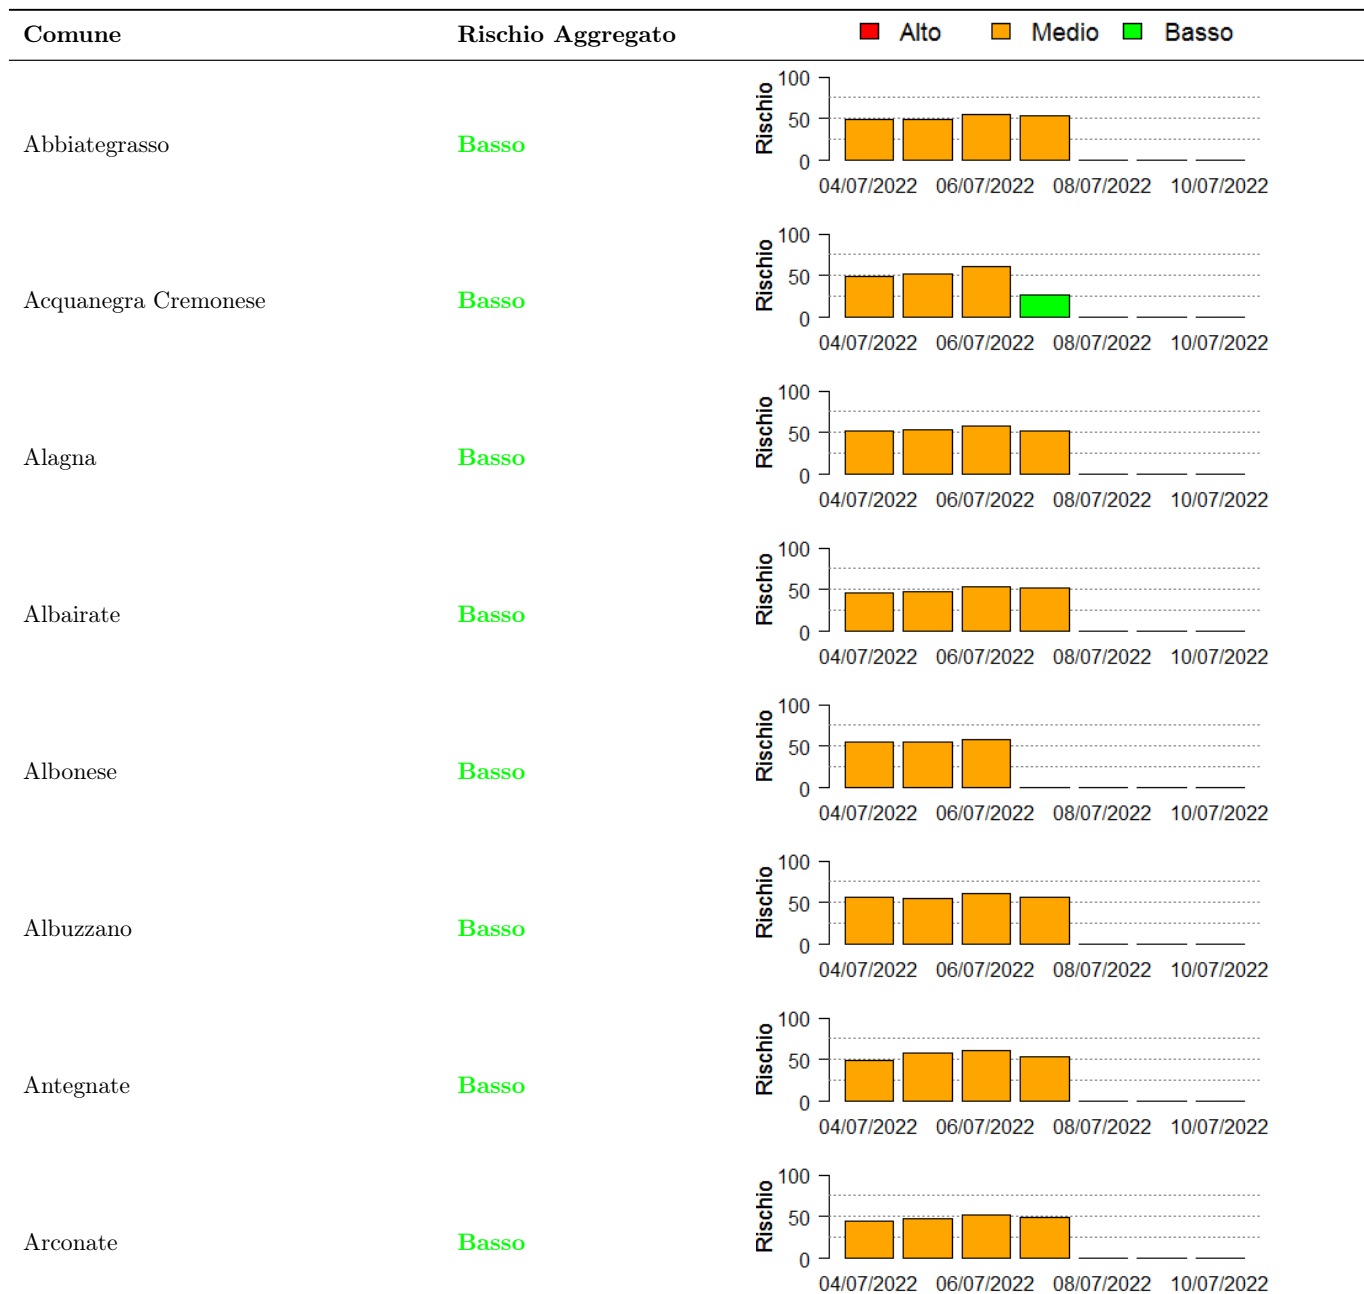 Comune Rischio Aggregato Alto Medio Basso
Abbiategrasso Basso Rischio 100 50 0
04/07/2022 06/07/2022 08/07/2022 10/07/2022
Acquanegra Cremonese Basso Rischio 100 50 0
04/07/2022 06/07/2022 08/07/2022 10/07/2022
Alagna Basso Rischio 100 50 0
04/07/2022 06/07/2022 08/07/2022 10/07/2022
Albairate Basso Rischio 100 50 0
04/07/2022 06/07/2022 08/07/2022 10/07/2022
Albonese Basso Rischio 100 50 0
04/07/2022 06/07/2022 08/07/2022 10/07/2022
Albuzzano Basso Rischio 100 50 0
04/07/2022 06/07/2022 08/07/2022 10/07/2022
Antegnate Basso Rischio 100 50 0
04/07/2022 06/07/2022 08/07/2022 10/07/2022
Arconate Basso Rischio 100 50 0
04/07/2022 06/07/2022 08/07/2022 10/07/2022